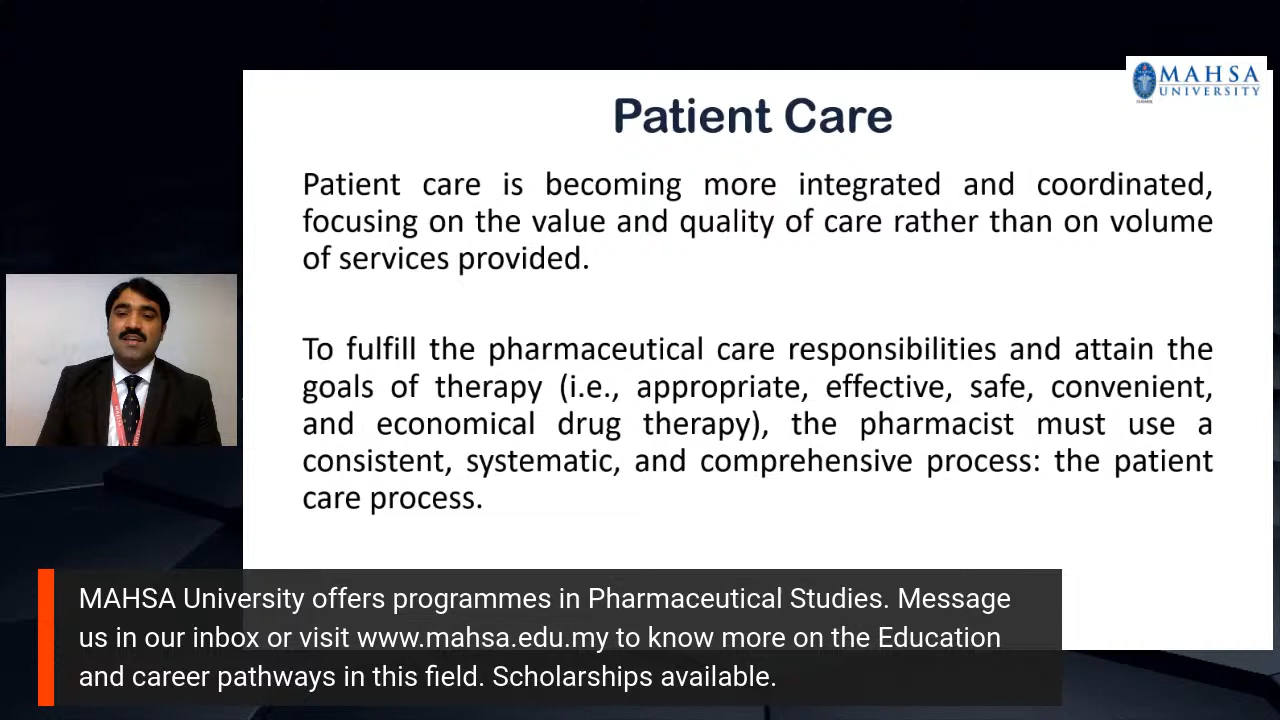 MAHSA
UNIVERSITY
Patient Care
Patient care is becoming more integrated and coordinated,
focusing on the value and quality of care rather than on volume
of services provided.
To fulfill the pharmaceutical care responsibilities and attain the
goals of therapy (i.e., appropriate, effective, safe, convenient,
and economical drug therapy), the pharmacist must use a
consistent, systematic, and comprehensive process: the patient
care process.
MAHSA University offers programmes in Pharmaceutical Studies. Message
us in our inbox or visit www.mahsa.edu.my to know more on the Education
and career pathways in this field. Scholarships available.